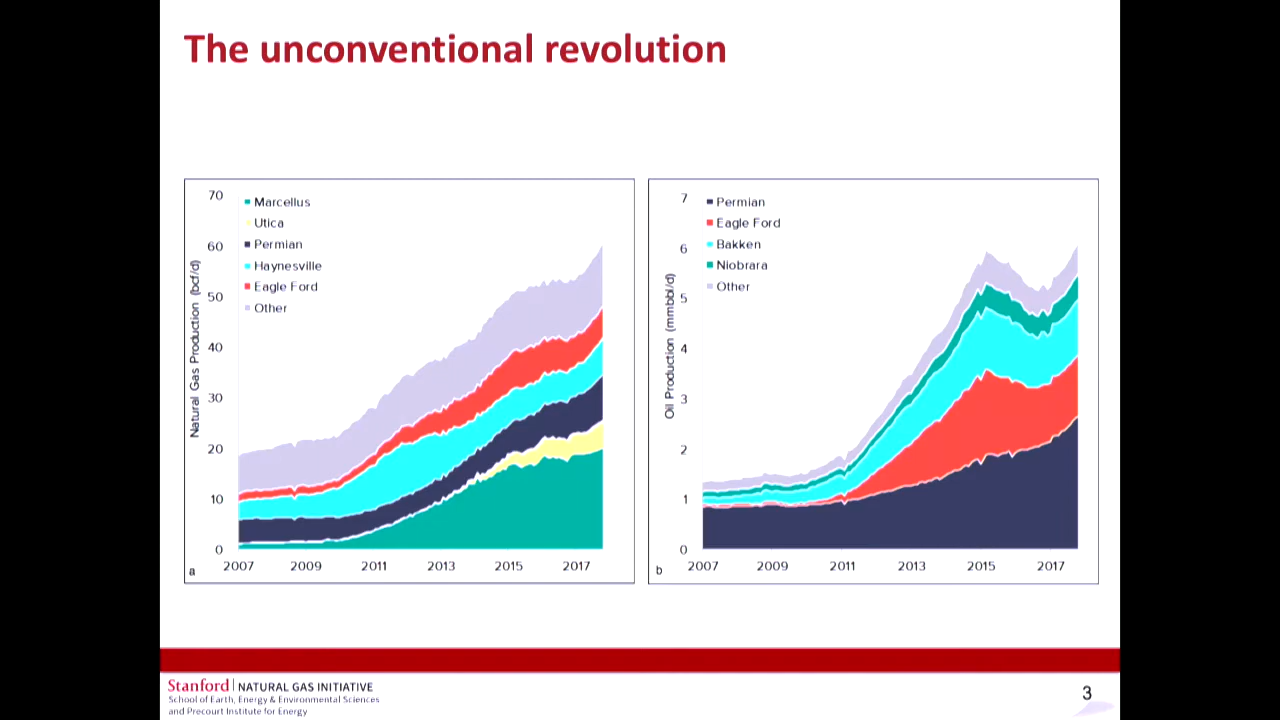 The unconventional revolution
70
60
50
40
30
20
10
0
Natural Gas Production (bcf/d)
Marcellus
Utica
Permian
Haynesville
Eagle Ford
Other
2007 2009 2011 2013 2015 2017
a
7
6
5
4
3
2
1
0
Oil Production (mmbbl/d)
Permian
Eagle Ford
Bakken
Niobrara
Other
2007 2009 2011 2013 2015 2017
b
Stanford | NATURAL GAS INITIATIVE
School of Earth, Energy & Environmental Sciences
and Precourt Institute for Energy
3